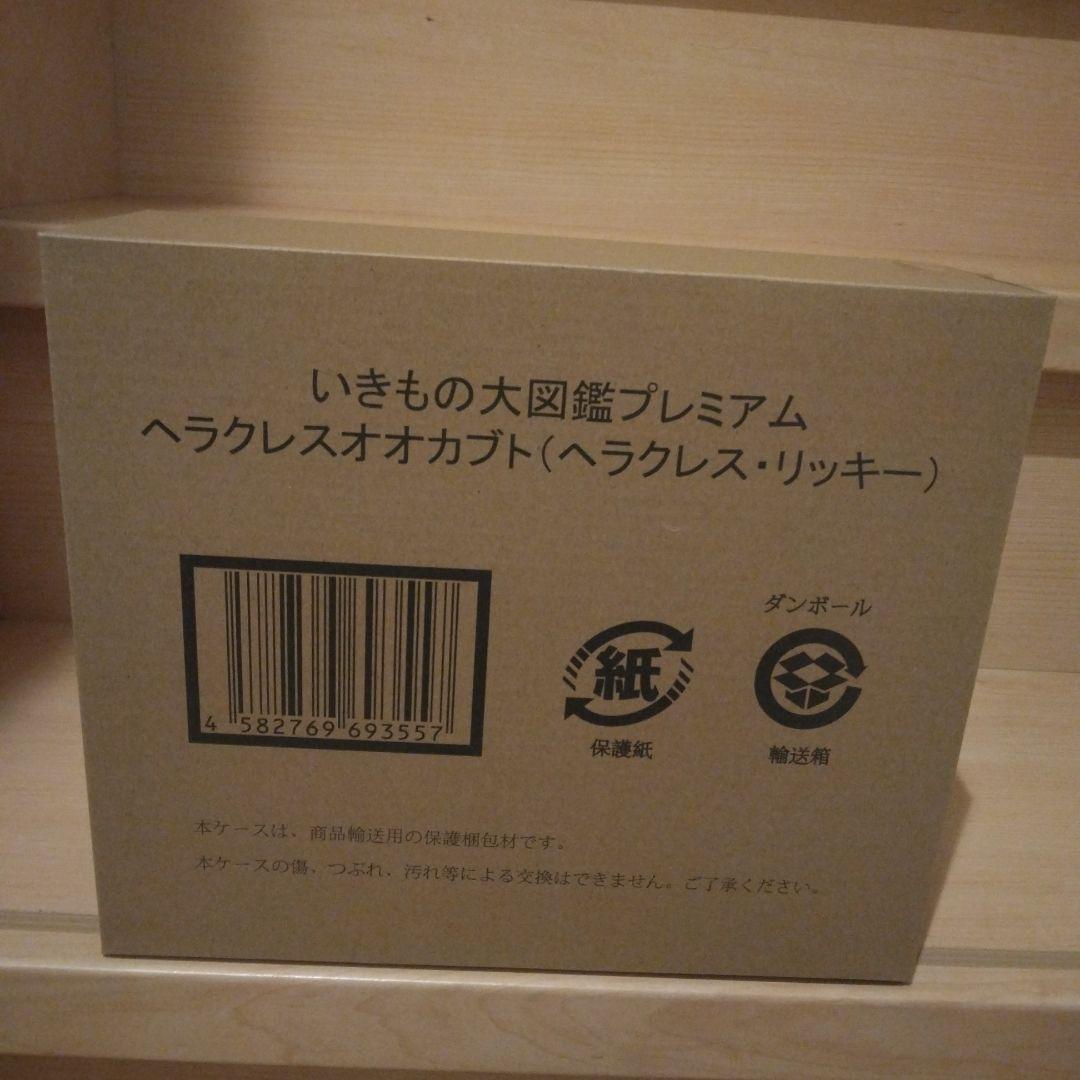 いきもの大図鑑プレミアム
ヘラクレスオオカブト(ヘラクレス・リッキー)
4 582769 693557
紙
保護紙
ダンボール
輸送箱
本ケースは、商品輸送用の保護梱包材です。
本ケースの傷、つぶれ、汚れ等による交換はできません。ご了承ください。